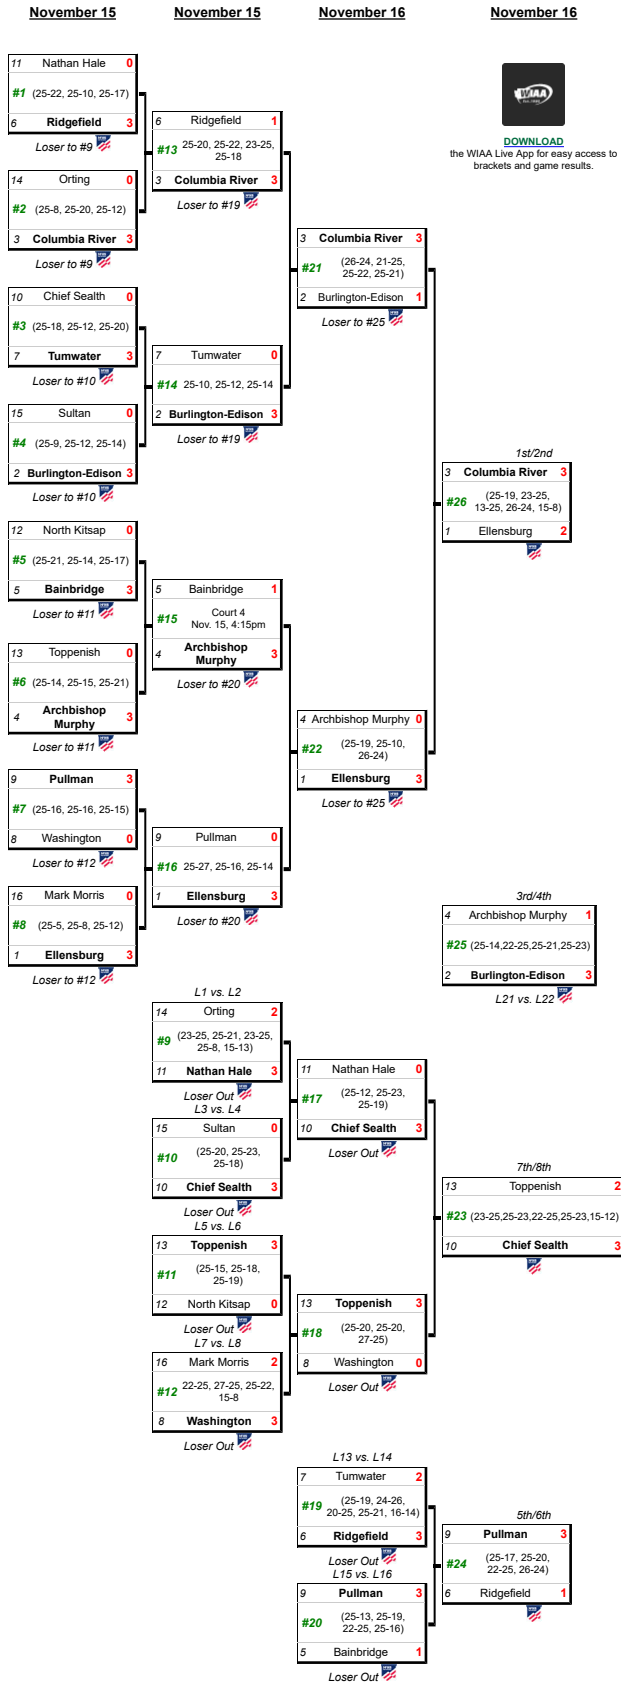 November 15
November 15
November 16
November 16
11 Nathan Hale 0
#1 (25-22, 25-10, 25-17)
6 Ridgefield 3
Loser to #9
14 Orting 0
#2 (25-8, 25-20, 25-12)
3 Columbia River 3
Loser to #9
10 Chief Sealth 0
#3 (25-18, 25-12, 25-20)
7 Tumwater 3
Loser to #10
15 Sultan 0
#4 (25-9, 25-12, 25-14)
2 Burlington-Edison 3
Loser to #10
12 North Kitsap 0
#5 (25-21, 25-14, 25-17)
5 Bainbridge 3
Loser to #11
13 Toppenish 0
#6 (25-14, 25-15, 25-21)
4 Archbishop
Murphy 3
Loser to #11
9 Pullman 3
#7 (25-16, 25-16, 25-15)
8 Washington 0
Loser to #12
16 Mark Morris 0
#8 (25-5, 25-8, 25-12)
1 Ellensburg 3
Loser to #12
6 Ridgefield 1
#13 25-20, 25-22, 23-25,
25-18
3 Columbia River 3
Loser to #19
7 Tumwater 0
#14 25-10, 25-12, 25-14
2 Burlington-Edison 3
Loser to #19
5 Bainbridge 1
#15 Court 4
Nov. 15, 4:15pm
4 Archbishop
Murphy 3
Loser to #20
9 Pullman 0
#16 25-27, 25-16, 25-14
1 Ellensburg 3
Loser to #20
L1 vs. L2
14 Orting 2
#9 (23-25, 25-21, 23-25,
25-8, 15-13)
11 Nathan Hale 3
Loser Out
L3 vs. L4
15 Sultan 0
#10 (25-20, 25-23,
25-18)
10 Chief Sealth 3
Loser Out
L5 vs. L6
13 Toppenish 3
#11 (25-15, 25-18,
25-19)
12 North Kitsap 0
Loser Out
L7 vs. L8
16 Mark Morris 2
#12 22-25, 27-25, 25-22,
15-8
8 Washington 3
Loser Out
3 Columbia River 3
#21 (26-24, 21-25,
25-22, 25-21)
2 Burlington-Edison 1
Loser to #25
4 Archbishop Murphy 0
#22 (25-19, 25-10,
26-24)
1 Ellensburg 3
Loser to #25
11 Nathan Hale 0
#17 (25-12, 25-23,
25-19)
10 Chief Sealth 3
Loser Out
13 Toppenish 3
#18 (25-20, 25-20,
27-25)
8 Washington 0
Loser Out
L13 vs. L14
7 Tumwater 2
#19 (25-19, 24-26,
20-25, 25-21, 16-14)
6 Ridgefield 3
Loser Out
L15 vs. L16
9 Pullman 3
#20 (25-13, 25-19,
22-25, 25-16)
5 Bainbridge 1
Loser Out
WIAA
DOWNLOAD
the WIAA Live App for easy access to
brackets and game results.
1st/2nd
3 Columbia River 3
#26 (25-19, 23-25,
13-25, 26-24, 15-8)
1 Ellensburg 2
3rd/4th
4 Archbishop Murphy 1
#25 (25-14,22-25,25-21,25-23)
2 Burlington-Edison 3
L21 vs. L22
7th/8th
13 Toppenish 2
#23 (23-25,25-23,22-25,25-23,15-12)
10 Chief Sealth 3
5th/6th
9 Pullman 3
#24 (25-17, 25-20,
22-25, 26-24)
6 Ridgefield 1